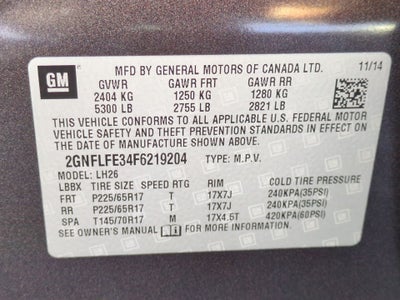 GM
MFD BY GENERAL MOTORS OF CANADA LTD. 11/14
GVWR GAWR FRT GAWR RR
2404 KG 1250 KG 1280 KG
5300 LB 2755 LB 2821 LB
THIS VEHICLE CONFORMS TO ALL APPLICABLE U.S. FEDERAL MOTOR
VEHICLE SAFETY, BUMPER, AND THEFT PREVENTION STANDARDS
IN EFFECT ON THE DATE OF MANUFACTURE SHOWN ABOVE.
2GNFLFE34F6219204 TYPE: M.P.V.
MODEL: LH26
LBBX TIRE SIZE SPEED RTG RIM COLD TIRE PRESSURE
FRT P225/65R17 T 17X7J 240KPA(35PSI)
RR P225/65R17 T 17X7J 240KPA(35PSI)
SPA T145/70R17 M 17X4.5T 420KPA(60PSI)
SEE OWNER'S MANUAL FOR MORE INFORMATION.